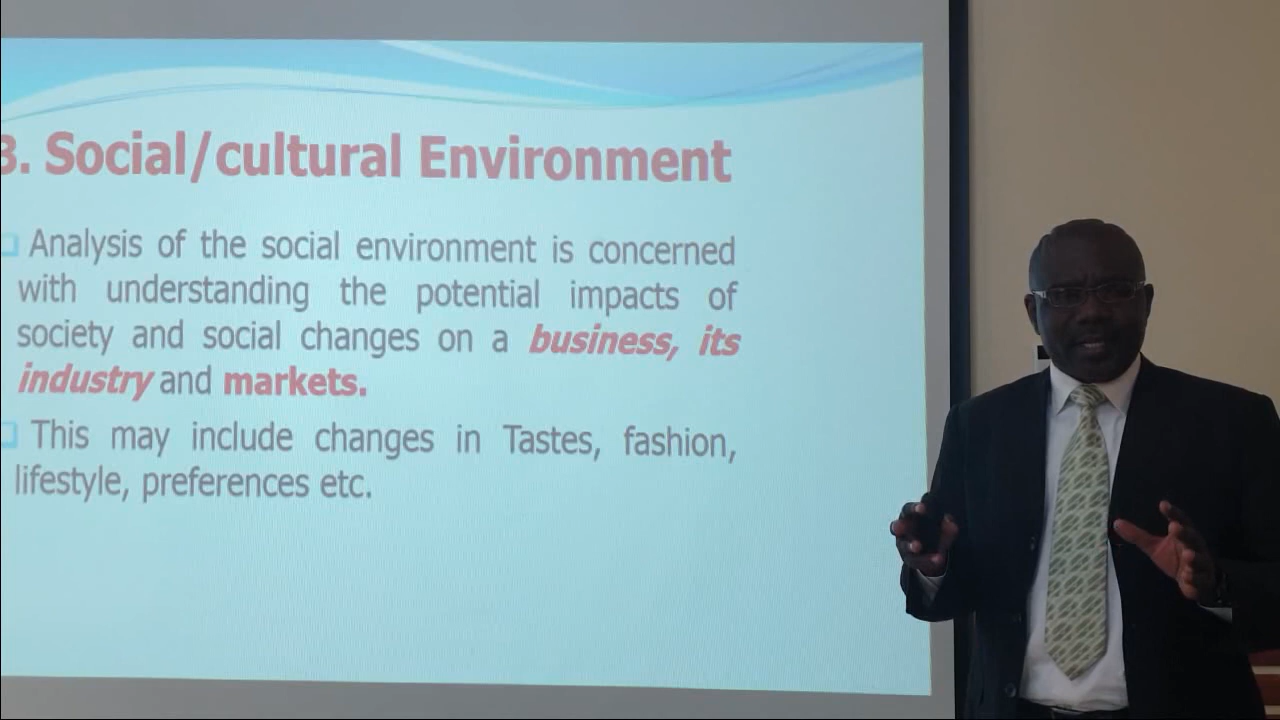 3. Social/cultural Environment
Analysis of the social environment is concerned
with understanding the potential impacts of
society and social changes on a business, its
industry and markets.
This may include changes in Tastes, fashion,
lifestyle, preferences etc.